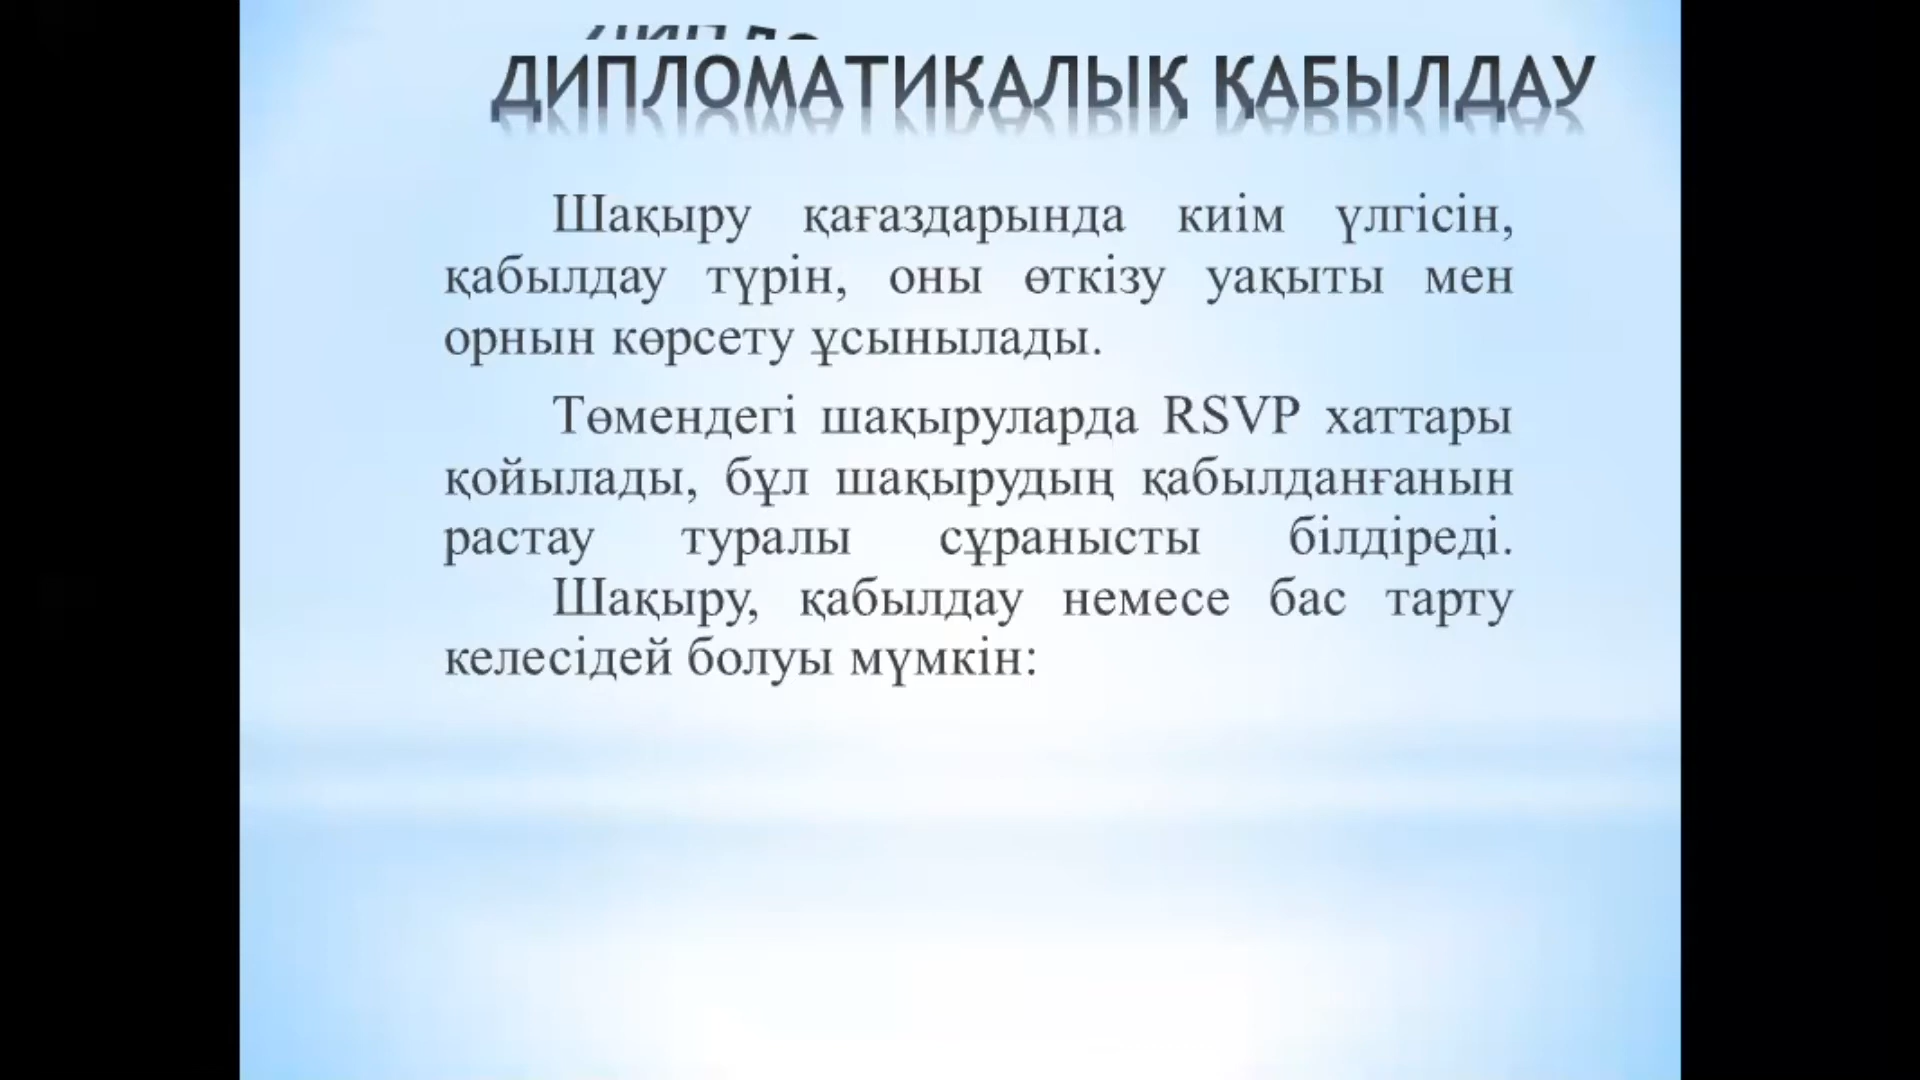 ДИПЛОМАТИКАЛЫҚ ҚАБЫЛДАУ
Шақыру қағаздарында киім үлгісін,
қабылдау түрін, оны өткізу уақыты мен
орнын көрсету ұсынылады.
Төмендегі шақыруларда RSVP хаттары
қойылады, бұл шақырудың қабылданғанын
растау туралы сұранысты білдіреді.
Шақыру, қабылдау немесе бас тарту
келесідей болуы мүмкін: